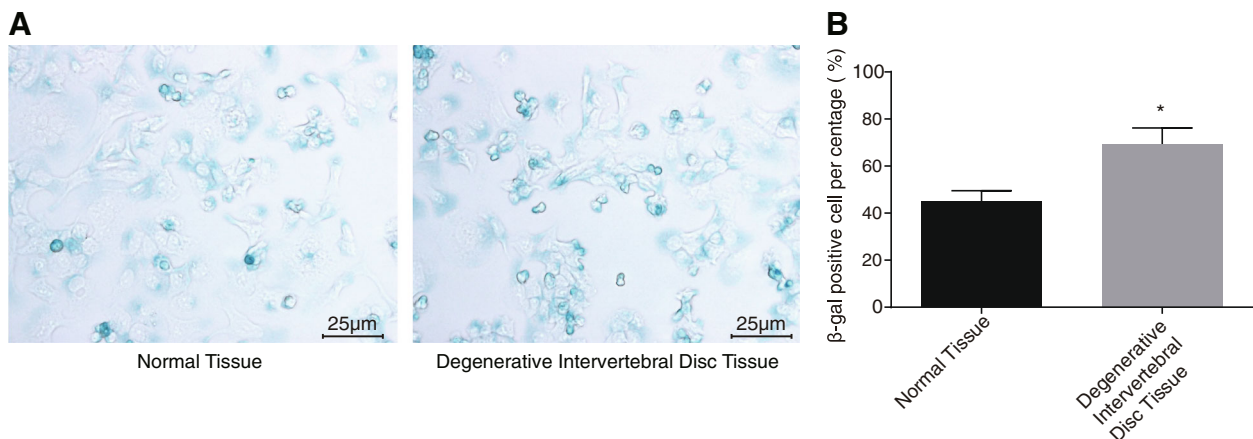 A
25µm
25µm
Normal Tissue
Degenerative Intervertebral Disc Tissue
B
β-gal positive cell per centage ( %)
100
80
60
40
20
0
*
Normal Tissue
Degenerative
Intervertebral
Disc Tissue